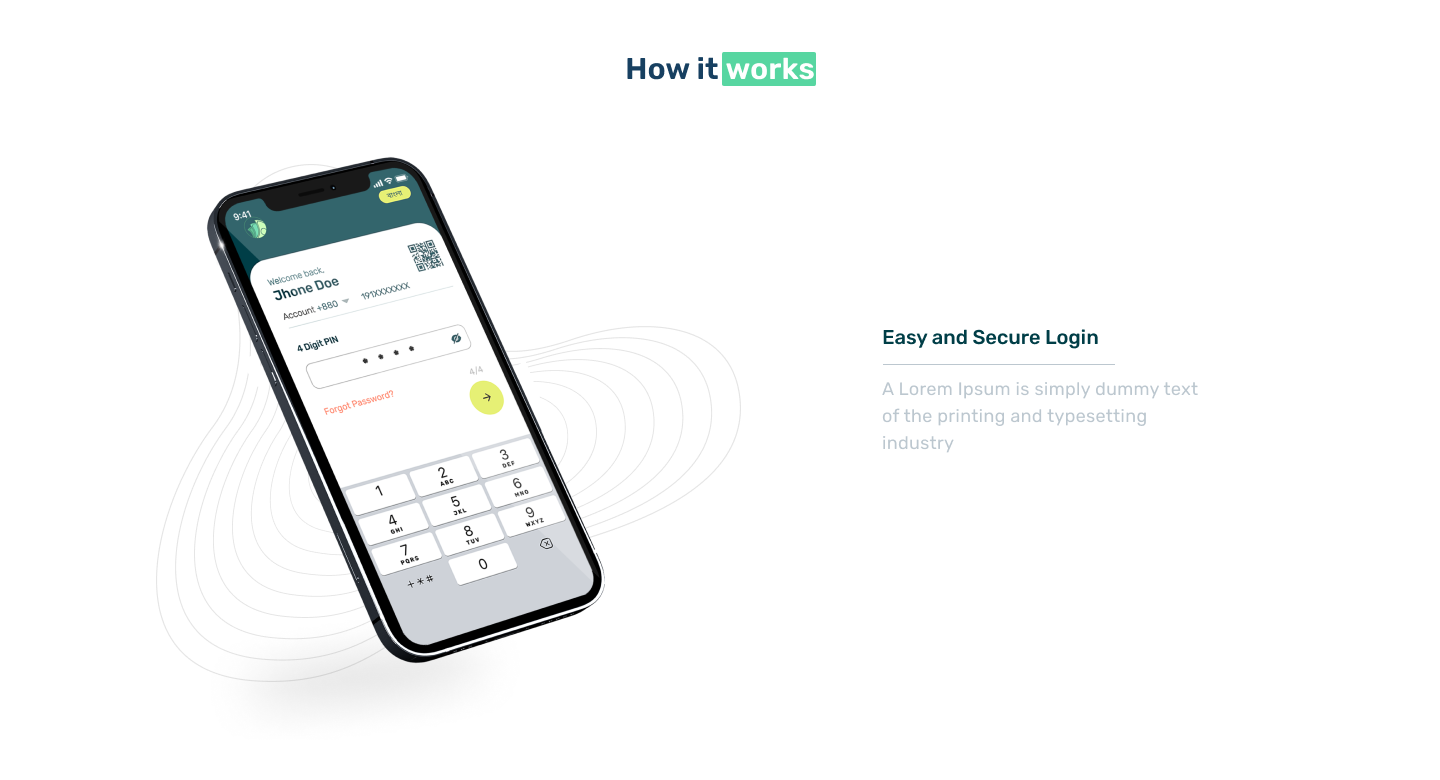 How it works
9:41
বাংলা
Welcome back,
Jhone Doe
Account +880 191XXXXXXX
4 Digit PIN
* * * *
4/4
Forgot Password?
1
2 ABC
3 DEF
4 GHI
5 JKL
6 MNO
7 PQRS
8 TUV
9 WXYZ
+*#
0
Easy and Secure Login
A Lorem Ipsum is simply dummy text
of the printing and typesetting
industry